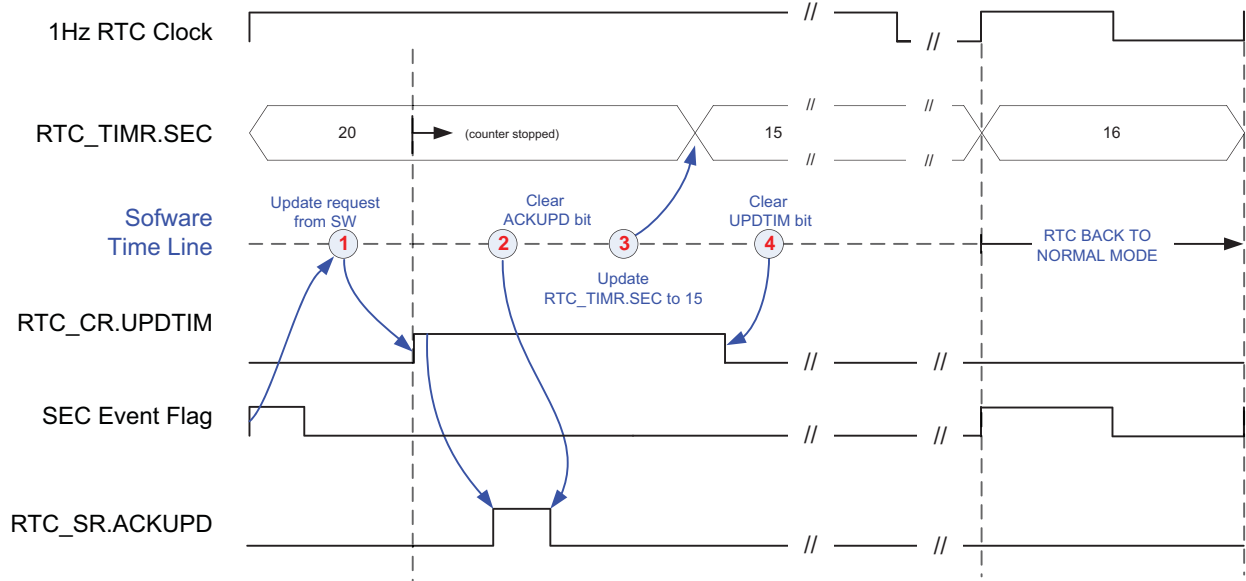 1Hz RTC Clock
//
//
RTC_TIMR.SEC
20
(counter stopped)
15
16
//
//
//
//
Sofware
Time Line
Update request
from SW
1
Clear
ACKUPD bit
2
3
Update
RTC_TIMR.SEC to 15
Clear
UPDTIM bit
4
RTC BACK TO
NORMAL MODE
RTC_CR.UPDTIM
//
//
SEC Event Flag
//
//
RTC_SR.ACKUPD
//
//